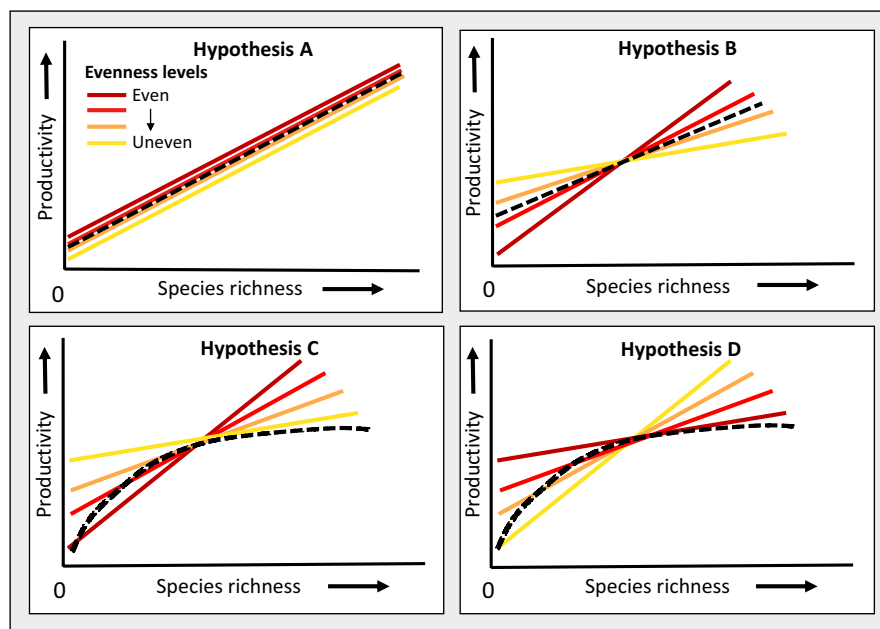 Hypothesis A
Evenness levels
Even
Uneven
Productivity
0
Species richness
Hypothesis B
Productivity
0
Species richness
Hypothesis C
Productivity
0
Species richness
Hypothesis D
Productivity
0
Species richness